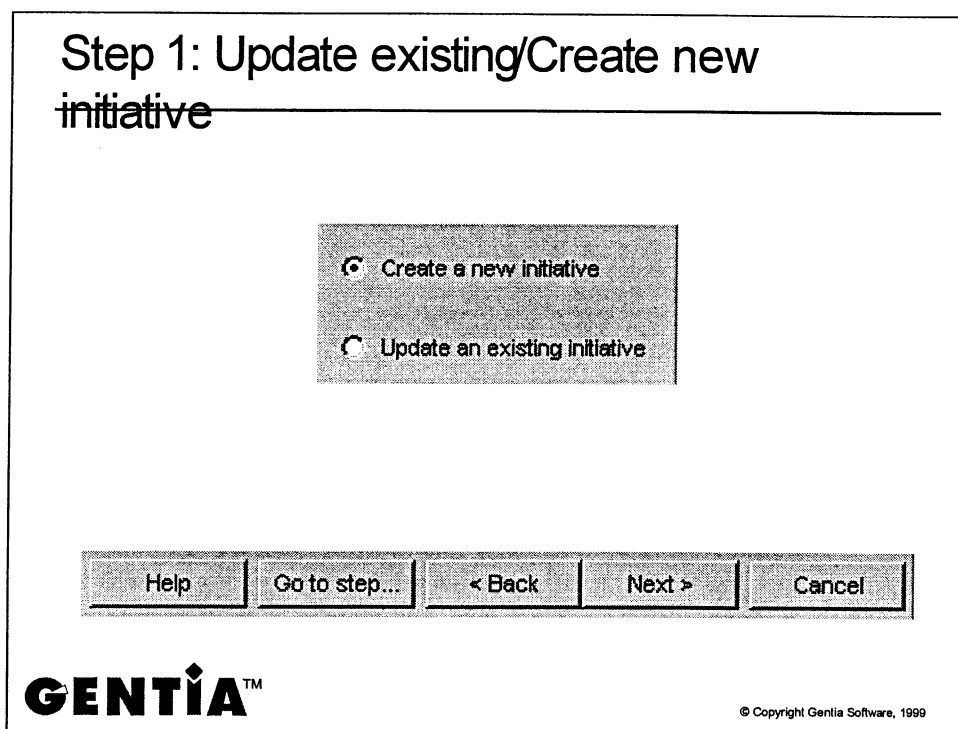 Step 1: Update existing/Create new
initiative
Create a new initiative
Update an existing initiative
Help Go to step... < Back Next > Cancel
GENTiA™
© Copyright Gentia Software, 1999